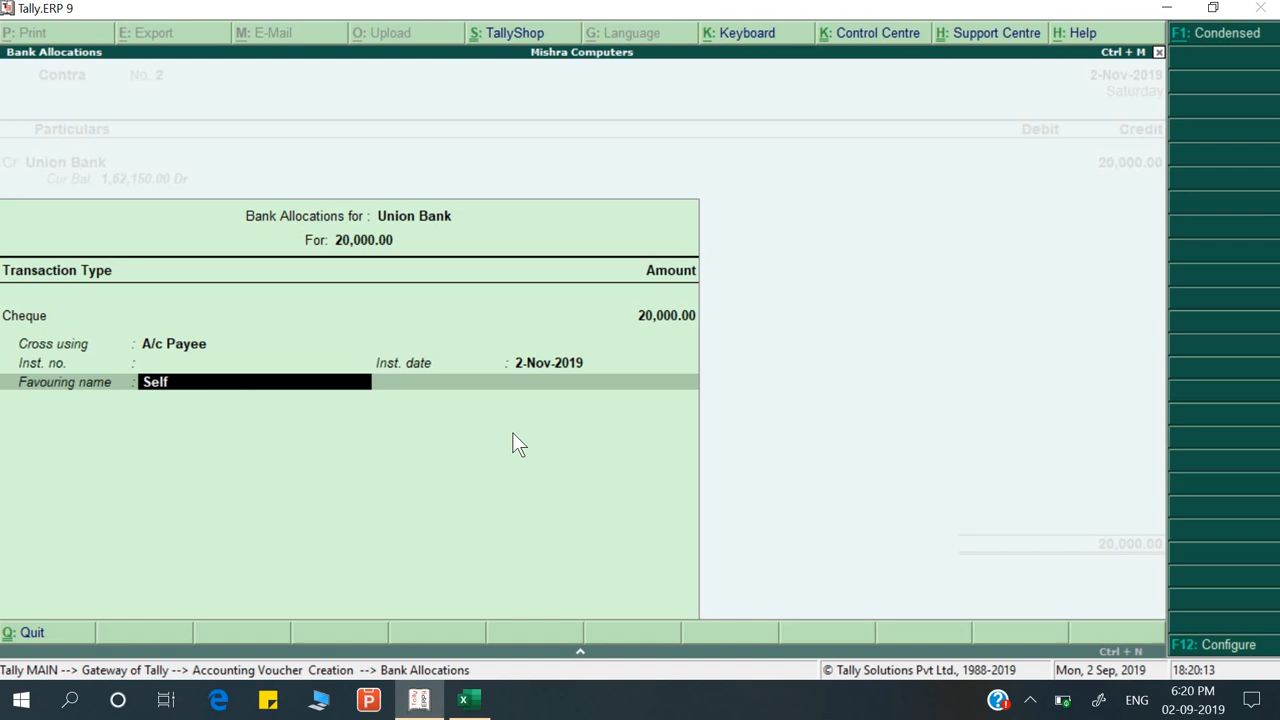 Tally.ERP 9
P: Print E: Export M: E-Mail O: Upload S: TallyShop G: Language K: Keyboard K: Control Centre H: Support Centre H: Help F1: Condensed
Bank Allocations Mishra Computers Ctrl + M
Contra No. 2 2-Nov-2019
Saturday
Particulars Debit Credit
Cr Union Bank 20,000.00
Cur Bal 1,62,150.00 Dr
Bank Allocations for : Union Bank
For: 20,000.00
Transaction Type Amount
Cheque 20,000.00
Cross using : A/c Payee
Inst. no. : Inst. date : 2-Nov-2019
Favouring name : Self
20,000.00
Q: Quit
F12: Configure
Ctrl + N
Tally MAIN --> Gateway of Tally --> Accounting Voucher Creation --> Bank Allocations © Tally Solutions Pvt Ltd., 1988-2019 Mon, 2 Sep, 2019 18:20:13
ENG 6:20 PM
02-09-2019